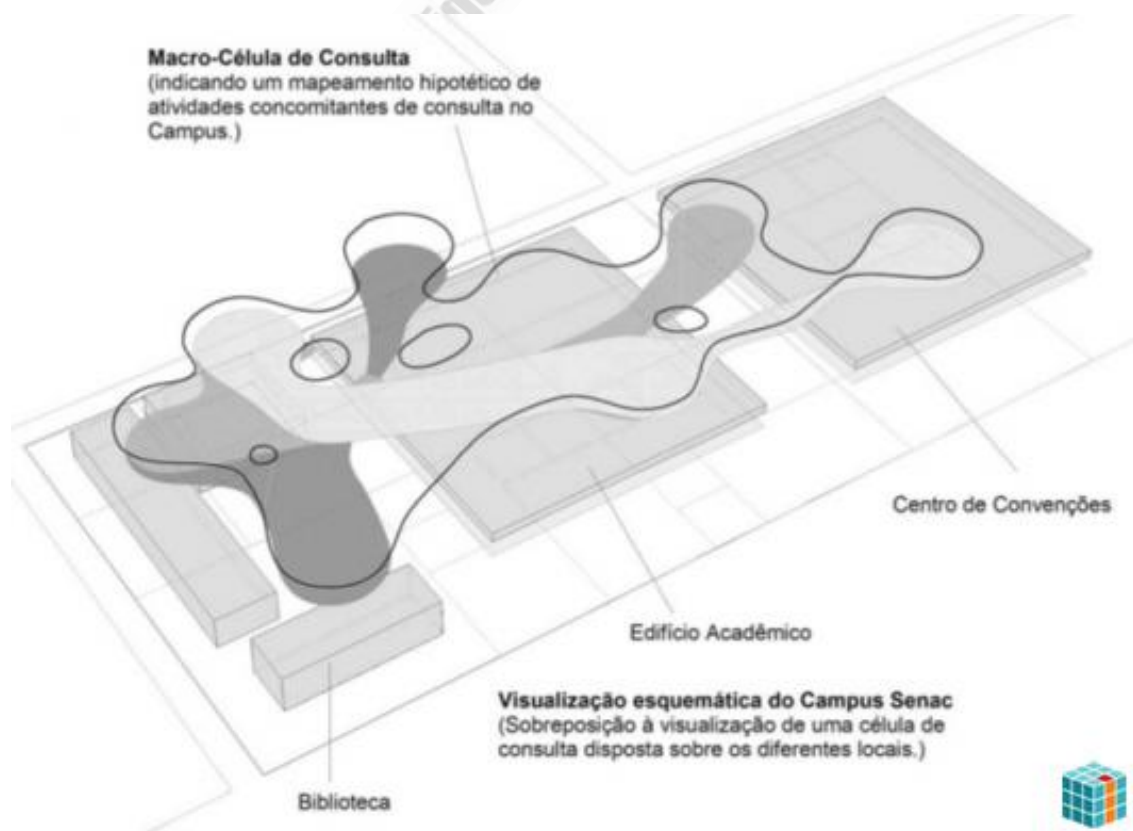 Macro-Célula de Consulta
(indicando um mapeamento hipotético de
atividades concomitantes de consulta no
Campus.)
Centro de Convenções
Edifício Acadêmico
Visualização esquemática do Campus Senac
(Sobreposição à visualização de uma célula de
consulta disposta sobre os diferentes locais.)
Biblioteca